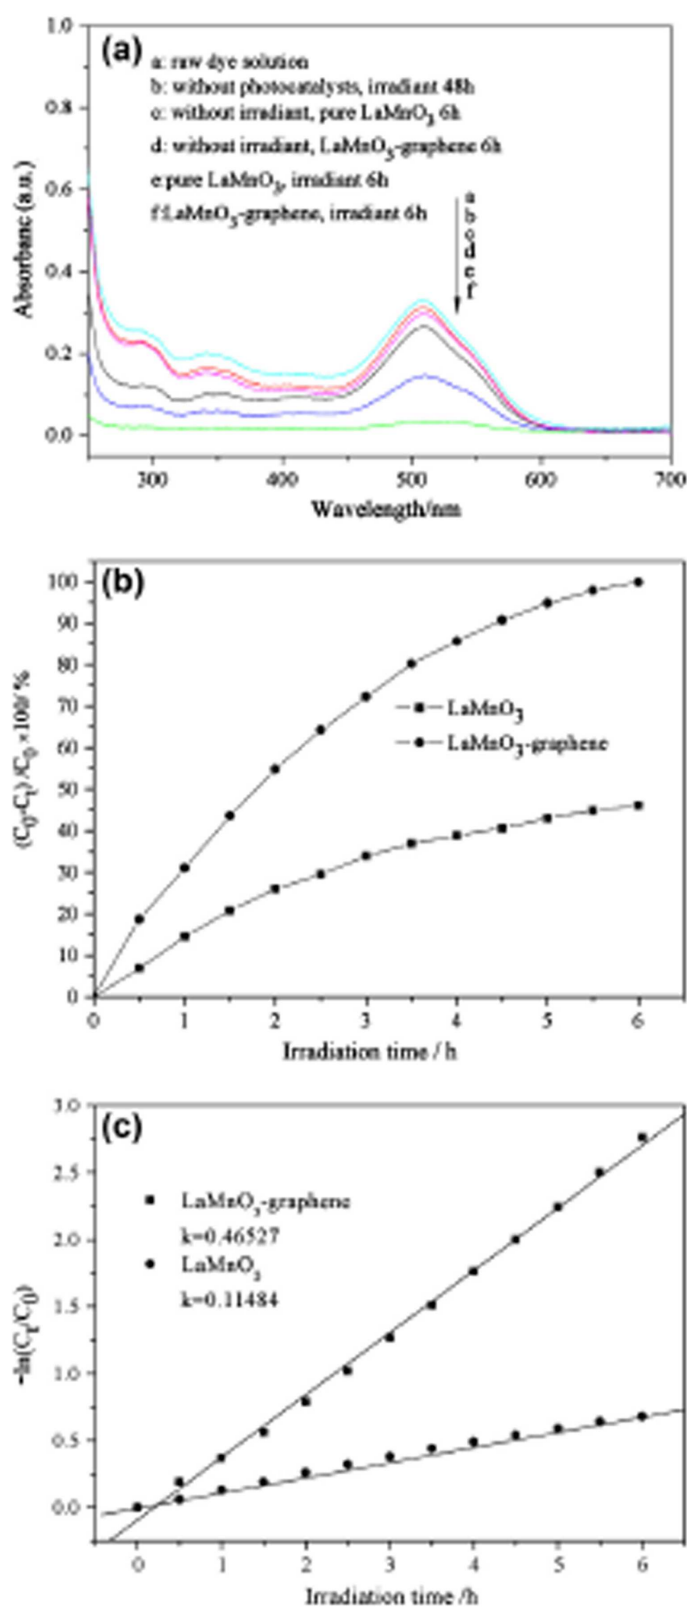 (a)
a: raw dye solution
b: without photocatalysts, irradiant 48h
c: without irradiant, pure LaMnO3 6h
d: without irradiant, LaMnO3-graphene 6h
e:pure LaMnO3, irradiant 6h
f:LaMnO3-graphene, irradiant 6h
a
b
c
d
e
f
Absorbanc (a.u.)
1.0
0.8
0.6
0.4
0.2
0.0
300 400 500 600 700
Wavelength/nm
(b)
(C0-Ct) /C0 ×100/ %
100
90
80
70
60
50
40
30
20
10
0
LaMnO3
LaMnO3-graphene
0 1 2 3 4 5 6
Irradiation time / h
(c)
−ln(Ct/C0)
3.0
2.5
2.0
1.5
1.0
0.5
0.0
LaMnO3-graphene
k=0.46527
LaMnO3
k=0.11484
0 1 2 3 4 5 6
Irradiation time /h